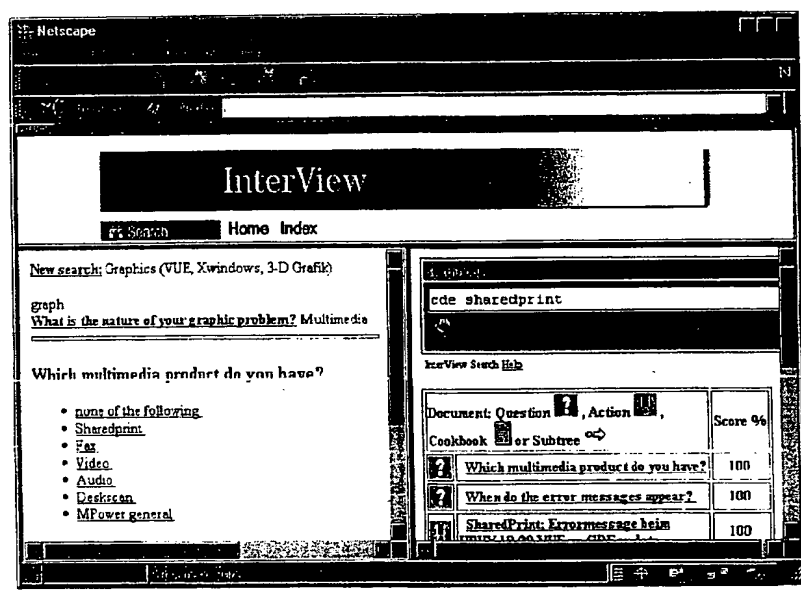 Netscape
N
InterView
Search
Home Index
New search: Graphics (VUE, Xwindows, 3-D Grafik)
graph
What is the nature of your graphic problem? Multimedia
Which multimedia product do you have?
none of the following
Sharedprint
Fax
Video
Audio
Deskscan
MPower general
cde sharedprint
InterView Search Help
Document: Question ? , Action ,
Cookbook or Subtree
Score %
? Which multimedia product do you have? 100
? When do the error messages appear? 100
SharedPrint: Errormessage beim 100